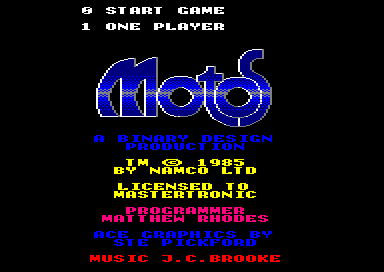 0 START GAME
1 ONE PLAYER
Motos
A BINARY DESIGN
PRODUCTION
TM © 1985
BY NAMCO LTD
LICENSED TO
MASTERTRONIC
PROGRAMMER
MATTHEW RHODES
ACE GRAPHICS BY
STE PICKFORD
MUSIC J.C.BROOKE